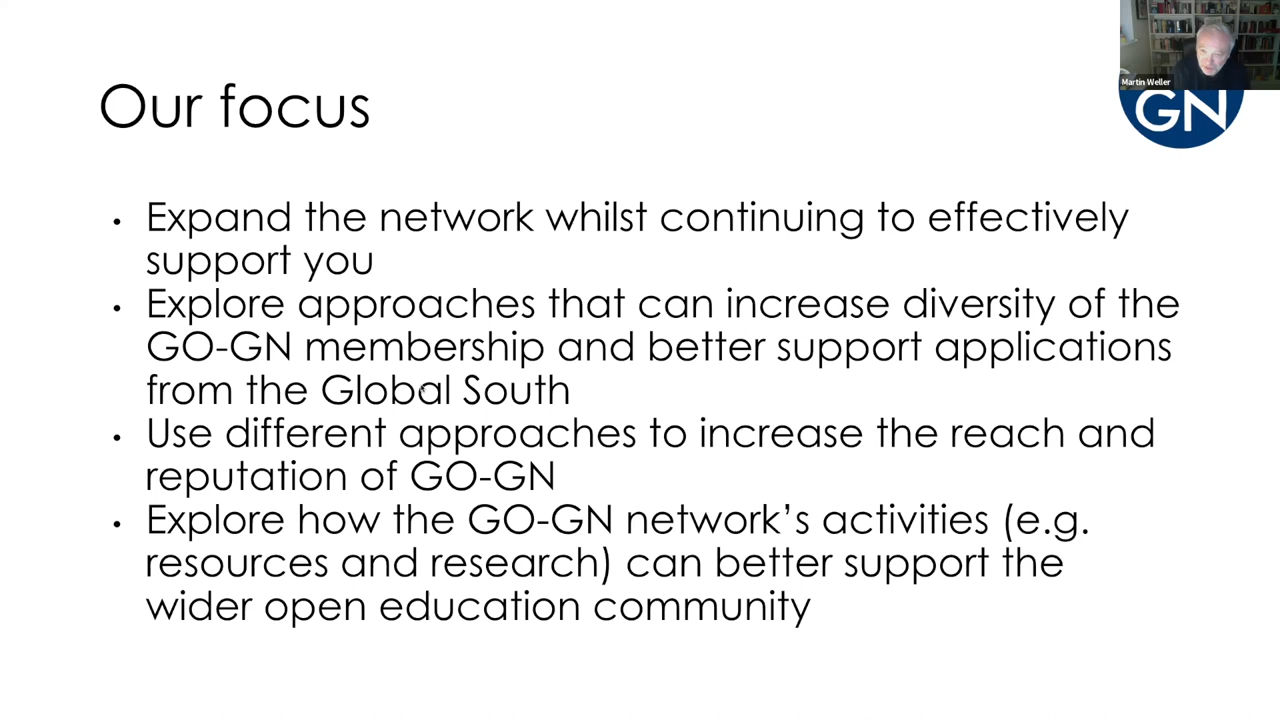 Martin Weller
GN
Our focus
• Expand the network whilst continuing to effectively
support you
• Explore approaches that can increase diversity of the
GO-GN membership and better support applications
from the Global South
• Use different approaches to increase the reach and
reputation of GO-GN
• Explore how the GO-GN network’s activities (e.g.
resources and research) can better support the
wider open education community